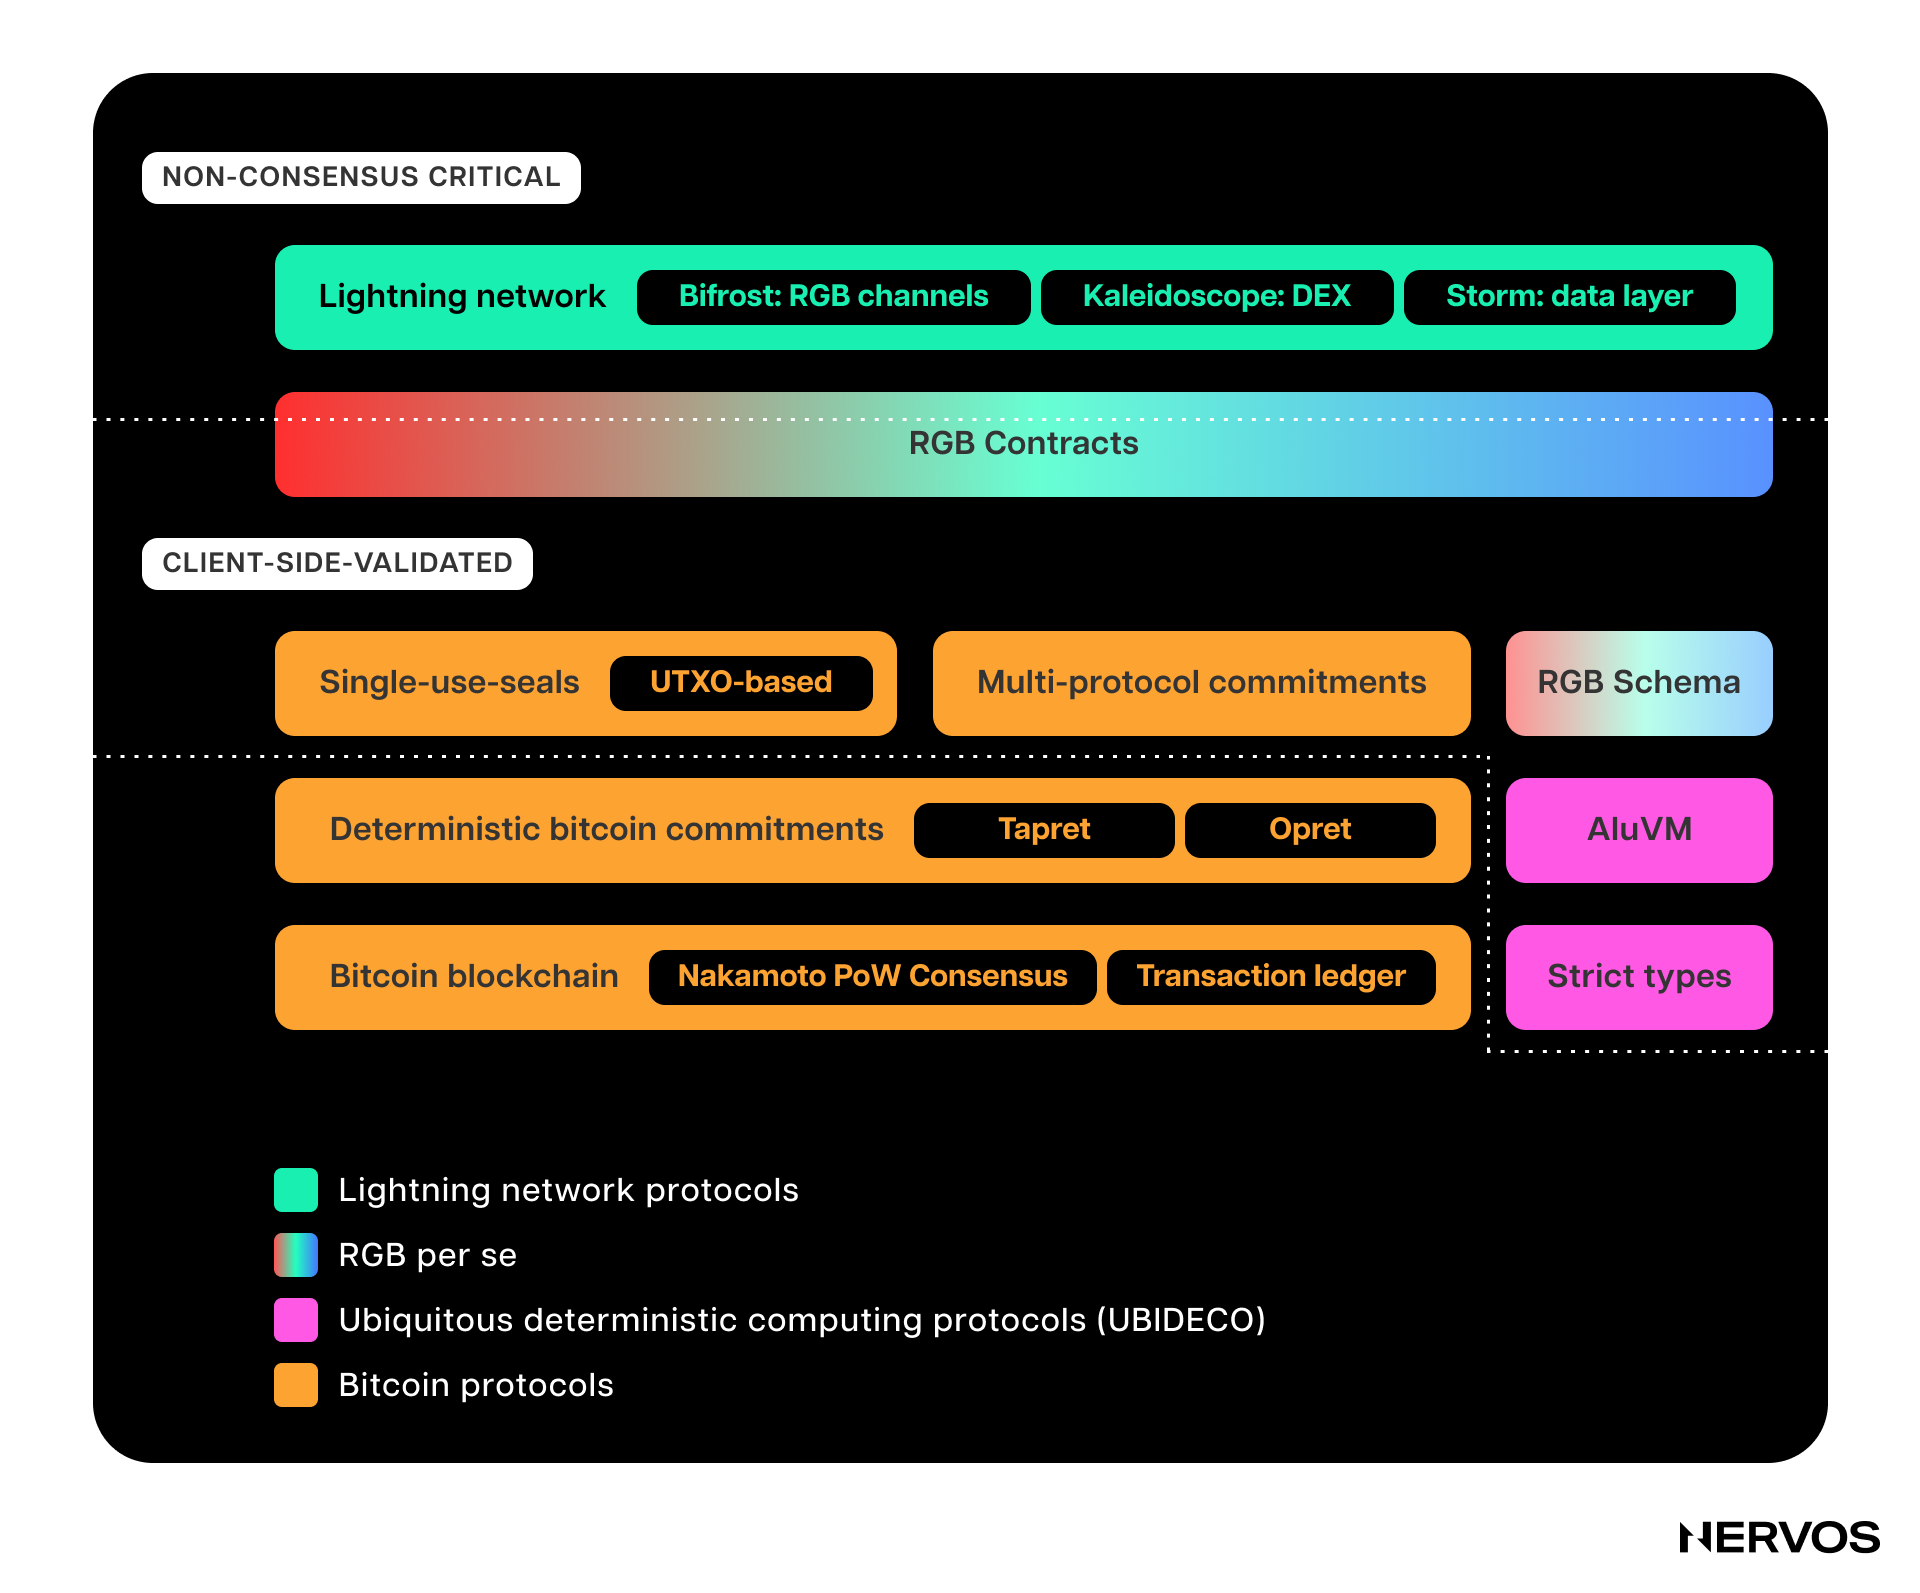 NON-CONSENSUS CRITICAL
Lightning network Bifrost: RGB channels Kaleidoscope: DEX Storm: data layer
RGB Contracts
CLIENT-SIDE-VALIDATED
Single-use-seals UTXO-based Multi-protocol commitments RGB Schema
Deterministic bitcoin commitments Tapret Opret AluVM
Bitcoin blockchain Nakamoto PoW Consensus Transaction ledger Strict types
Lightning network protocols
RGB per se
Ubiquitous deterministic computing protocols (UBIDECO)
Bitcoin protocols
NERVOS